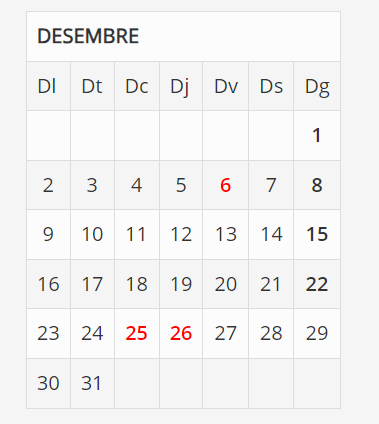 DESEMBRE
Dl Dt Dc Dj Dv Ds Dg
1
2 3 4 5 6 7 8
9 10 11 12 13 14 15
16 17 18 19 20 21 22
23 24 25 26 27 28 29
30 31